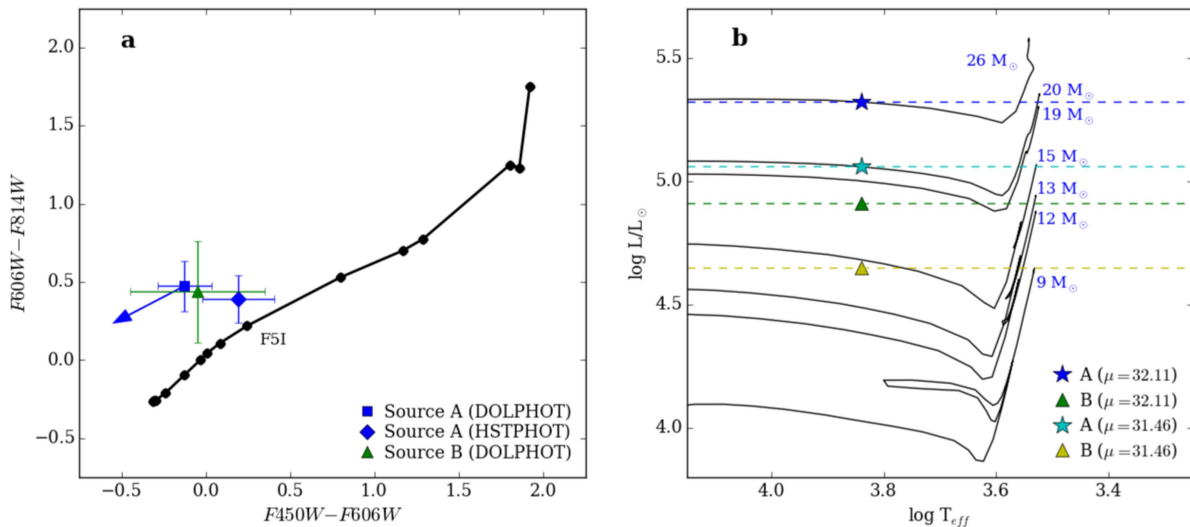 a
2.0
1.5
1.0
0.5
0.0
−0.5
F606W−F814W
F5I
Source A (DOLPHOT)
Source A (HSTPHOT)
Source B (DOLPHOT)
−0.5 0.0 0.5 1.0 1.5 2.0
F450W−F606W
b
5.5
5.0
4.5
4.0
log L/L☉
26 M☉
20 M☉
19 M☉
15 M☉
13 M☉
12 M☉
9 M☉
A (μ=32.11)
B (μ=32.11)
A (μ=31.46)
B (μ=31.46)
4.0 3.8 3.6 3.4
log T_eff